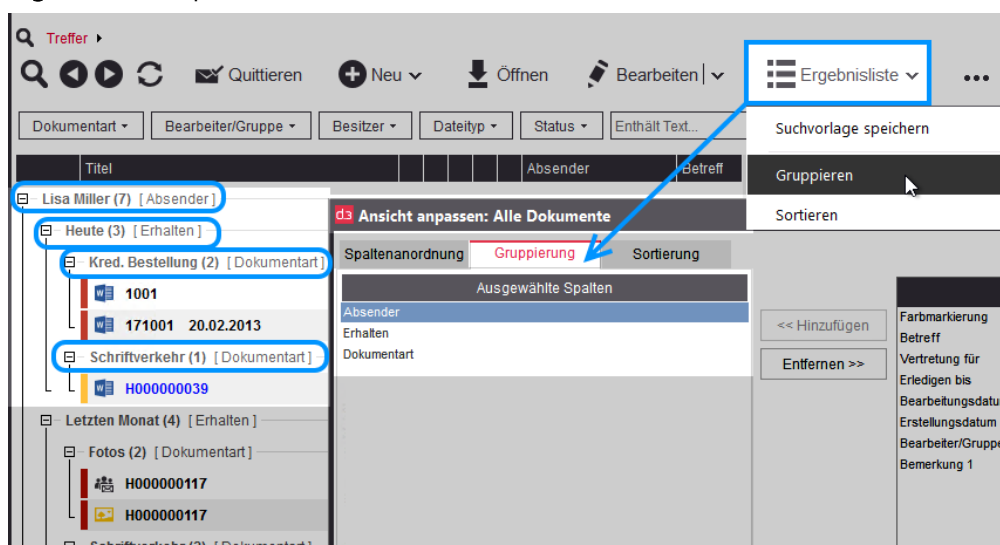 Treffer
Quittieren Neu Öffnen Bearbeiten Ergebnisliste
Dokumentart Bearbeiter/Gruppe Besitzer Dateityp Status Enthält Text...
Suchvorlage speichern
Gruppieren
Sortieren
Titel Absender Betreff
Lisa Miller (7) [Absender]
Heute (3) [Erhalten]
Kred. Bestellung (2) [Dokumentart]
1001
171001 20.02.2013
Schriftverkehr (1) [Dokumentart]
H000000039
Letzten Monat (4) [Erhalten]
Fotos (2) [Dokumentart]
H000000117
H000000117
d3 Ansicht anpassen: Alle Dokumente
Spaltenanordnung Gruppierung Sortierung
Ausgewählte Spalten
Absender
Erhalten
Dokumentart
<< Hinzufügen
Entfernen >>
Farbmarkierung
Betreff
Vertretung für
Erledigen bis
Bearbeitungsdatu
Erstellungsdatum
Bearbeiter/Gruppe
Bemerkung 1